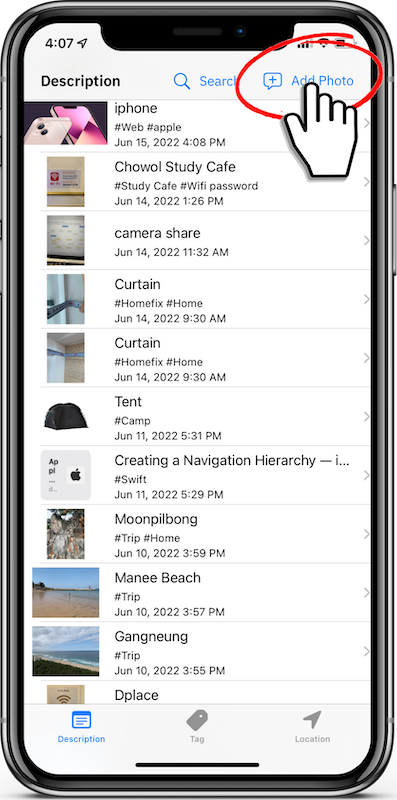 4:07
Description
Search
Add Photo
iphone
#Web #apple
Jun 15, 2022 4:08 PM
Chowol Study Cafe
#Study Cafe #Wifi password
Jun 14, 2022 1:26 PM
camera share
Jun 14, 2022 11:32 AM
Curtain
#Homefix #Home
Jun 14, 2022 9:30 AM
Curtain
#Homefix #Home
Jun 14, 2022 9:30 AM
Tent
#Camp
Jun 11, 2022 5:31 PM
Ap
pl
...
d...
Creating a Navigation Hierarchy — i...
#Swift
Jun 11, 2022 5:29 PM
Moonpilbong
#Trip #Home
Jun 10, 2022 3:59 PM
Manee Beach
#Trip
Jun 10, 2022 3:57 PM
Gangneung
#Trip
Jun 10, 2022 3:55 PM
Dplace
Description
Tag
Location